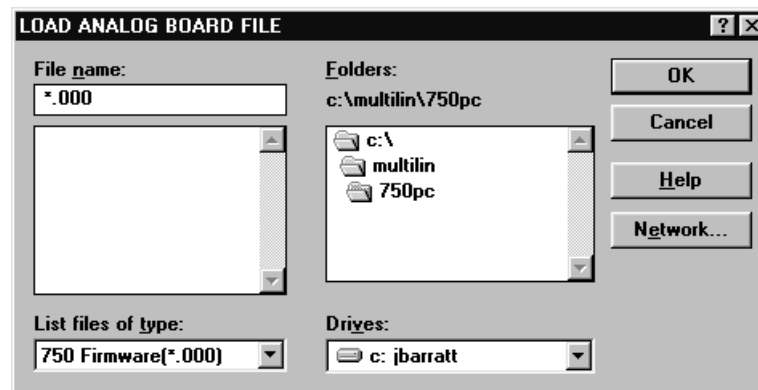 LOAD ANALOG BOARD FILE
File name:
*.000
List files of type:
750 Firmware(*.000)
Folders:
c:\multilin\750pc
c:\
multilin
750pc
Drives:
c: jbarratt
OK
Cancel
Help
Network...